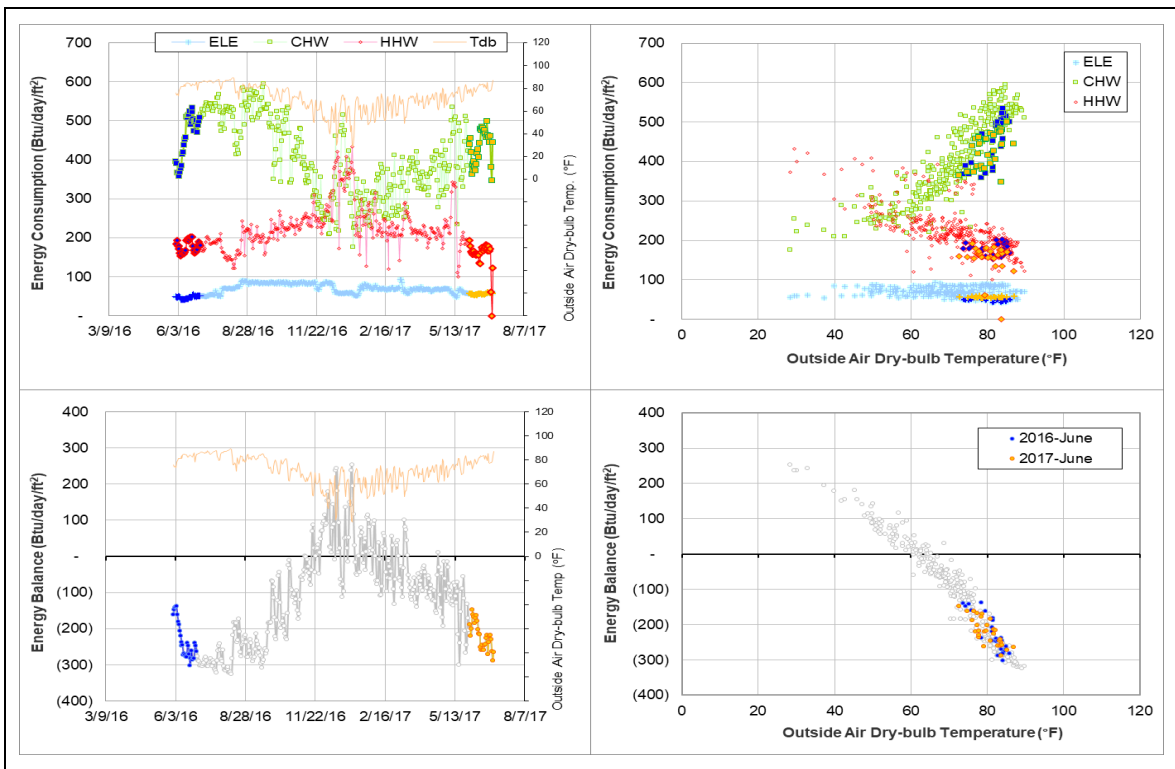 ELE CHW HHW Tdb
Energy Consumption (Btu/day/ft²)
700
600
500
400
300
200
100
-
120
100
80
60
40
20
0
Outside Air Dry-bulb Temp. (°F)
3/9/16 6/3/16 8/28/16 11/22/16 2/16/17 5/13/17 8/7/17
ELE
CHW
HHW
Energy Consumption (Btu/day/ft²)
700
600
500
400
300
200
100
-
0 20 40 60 80 100 120
Outside Air Dry-bulb Temperature (°F)
Energy Balance (Btu/day/ft²)
400
300
200
100
-
(100)
(200)
(300)
(400)
120
100
80
60
40
20
0
Outside Air Dry-bulb Temp (°F)
3/9/16 6/3/16 8/28/16 11/22/16 2/16/17 5/13/17 8/7/17
2016-June
2017-June
Energy Balance (Btu/day/ft²)
400
300
200
100
-
(100)
(200)
(300)
(400)
0 20 40 60 80 100 120
Outside Air Dry-bulb Temperature (°F)